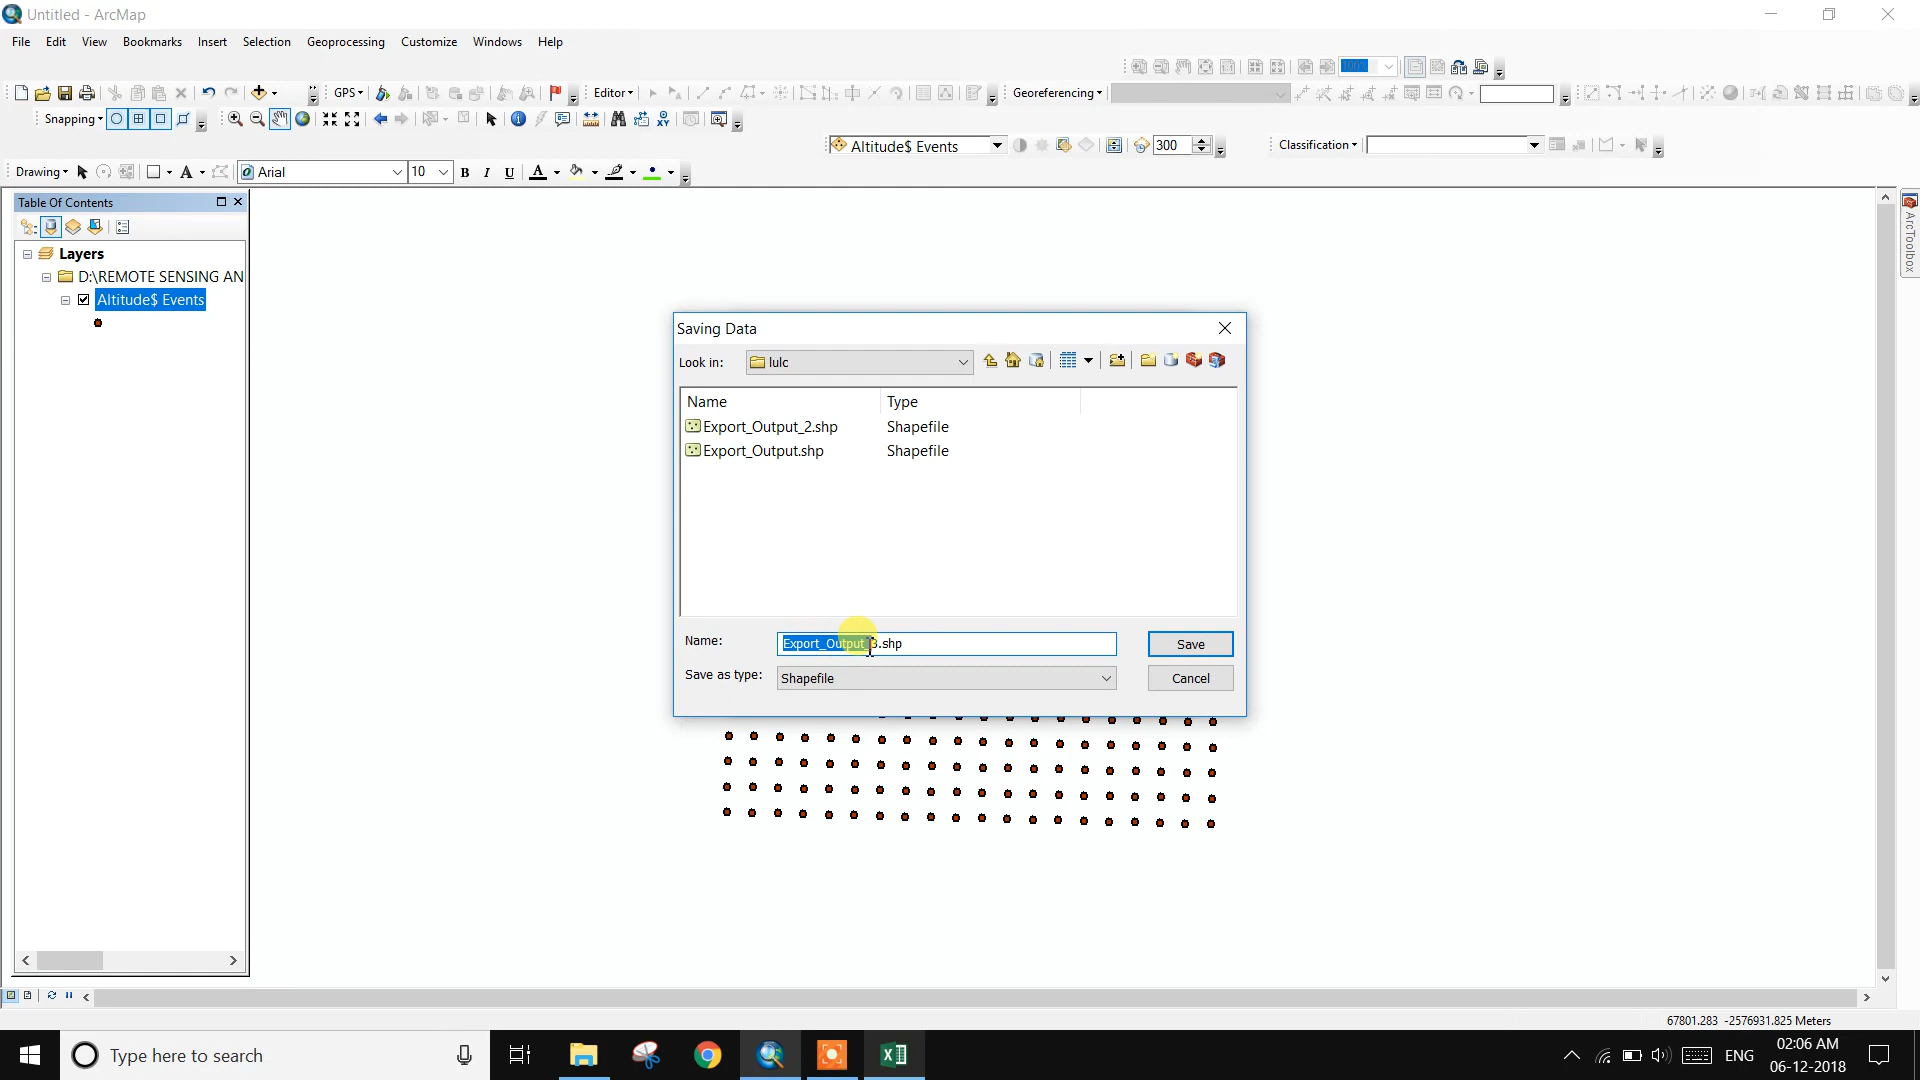 Untitled - ArcMap
File Edit View Bookmarks Insert Selection Geoprocessing Customize Windows Help
100%
GPS Editor Georeferencing
Snapping
Altitude$ Events 300 Classification
Drawing Arial 10 B I U A
Table Of Contents
Layers
D:\REMOTE SENSING AN
Altitude$ Events
ArcToolbox
Saving Data
Look in: lulc
Name Type
Export_Output_2.shp Shapefile
Export_Output.shp Shapefile
Name: Export_Output_3.shp Save
Save as type: Shapefile Cancel
67801.283 -2576931.825 Meters
Type here to search
ENG
02:06 AM
06-12-2018